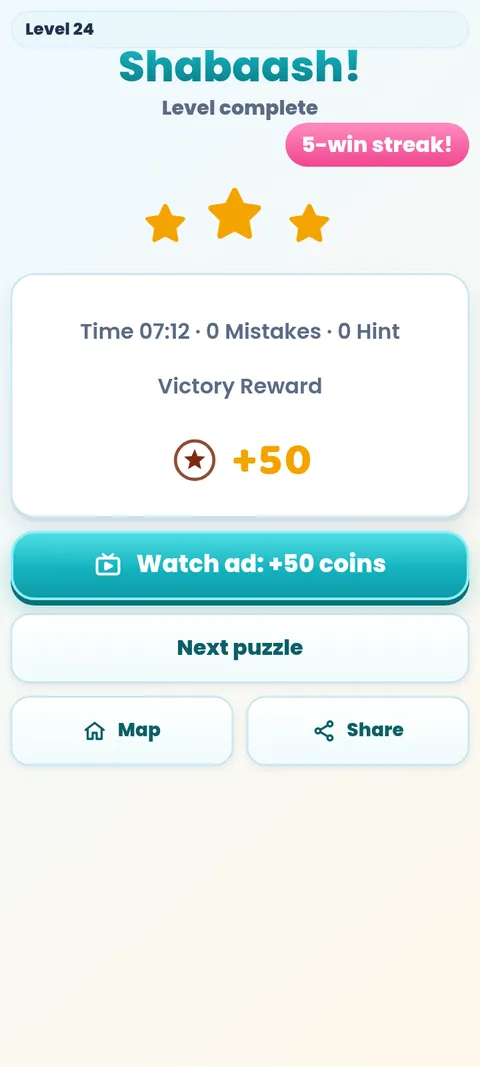 Level 24
Shabaash!
Level complete
5-win streak!
Time 07:12 · 0 Mistakes · 0 Hint
Victory Reward
+50
Watch ad: +50 coins
Next puzzle
Map
Share